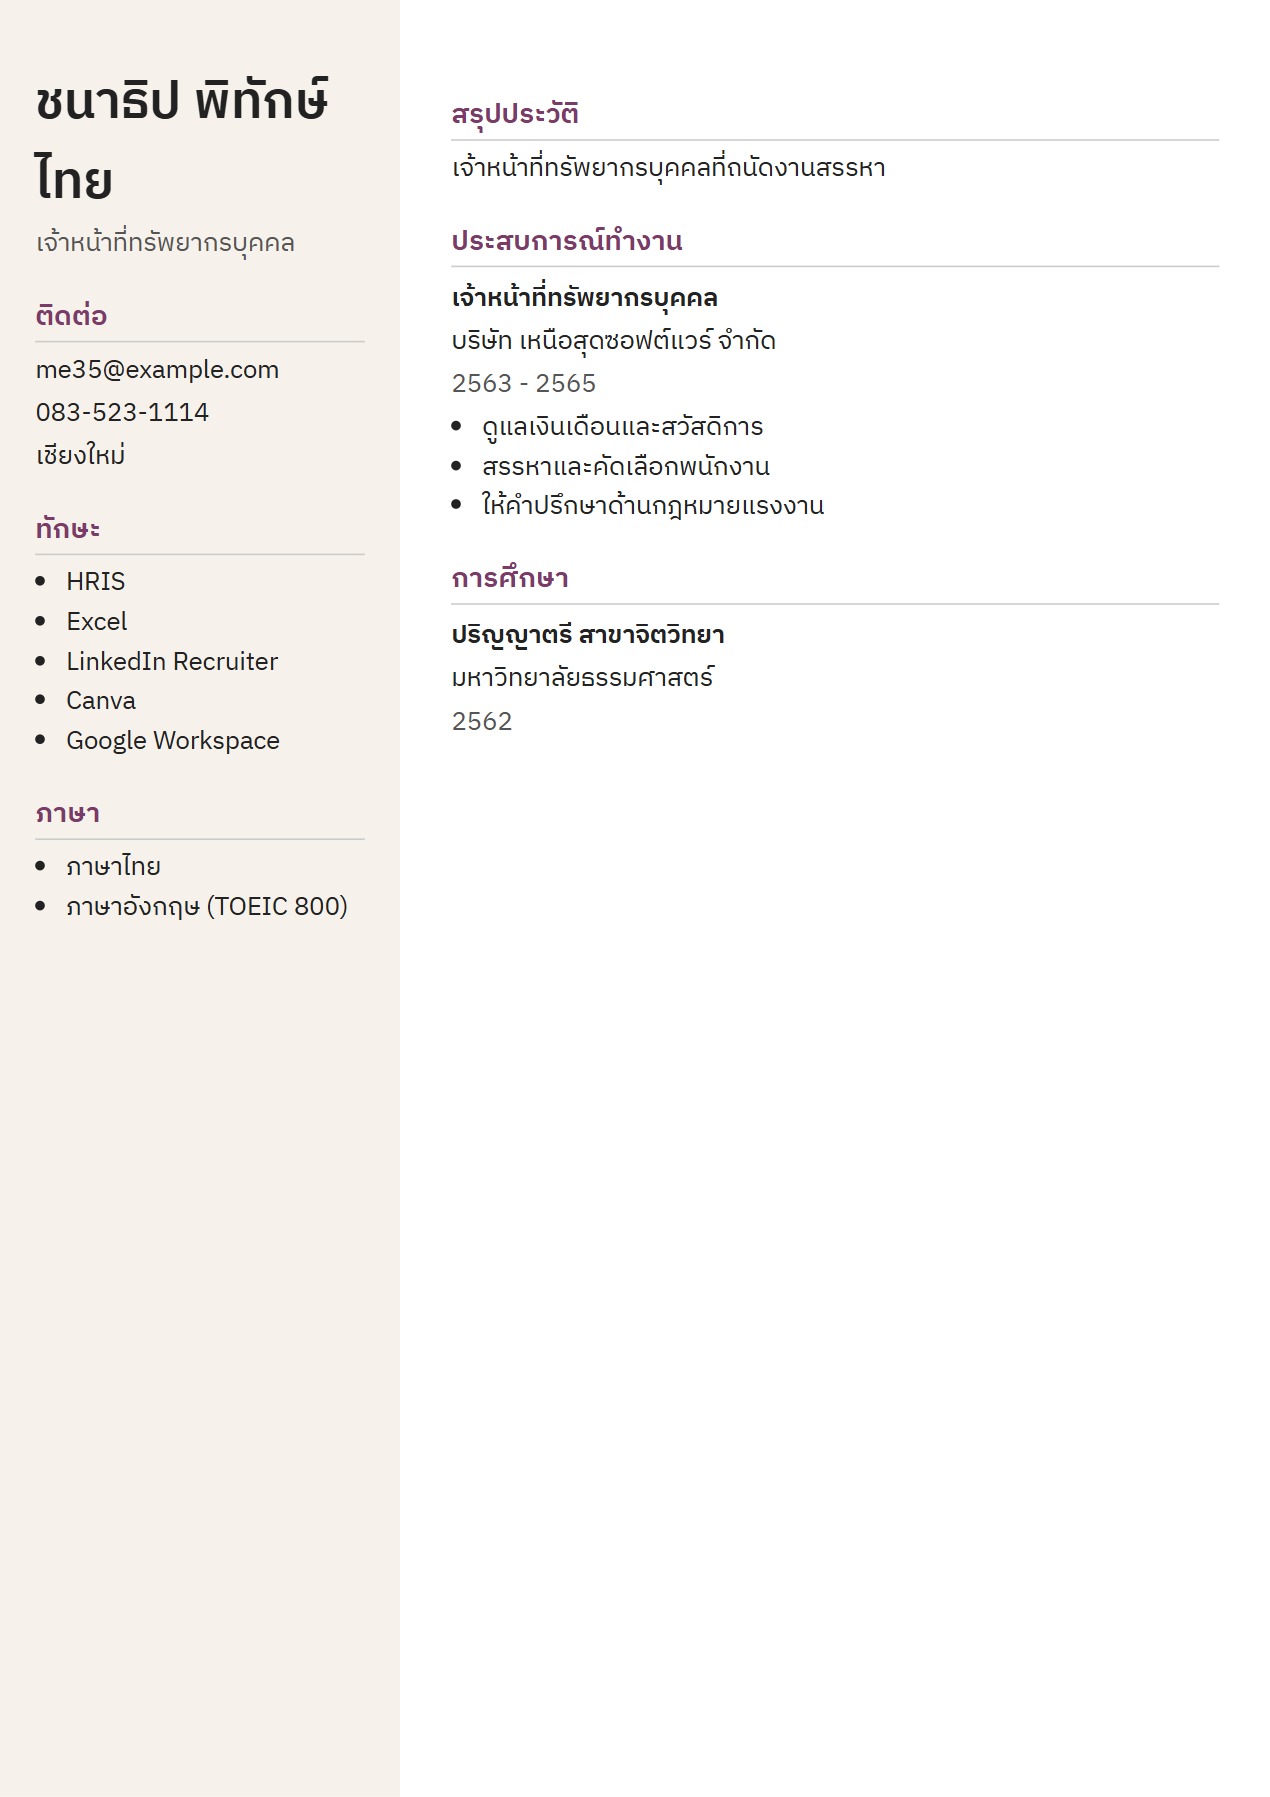 ชนาธิป พิทักษ์
ไทย
เจ้าหน้าที่ทรัพยากรบุคคล
ติดต่อ
me35@example.com
083-523-1114
เชียงใหม่
ทักษะ
HRIS
Excel
LinkedIn Recruiter
Canva
Google Workspace
ภาษา
ภาษาไทย
ภาษาอังกฤษ (TOEIC 800)
สรุปประวัติ
เจ้าหน้าที่ทรัพยากรบุคคลที่ถนัดงานสรรหา
ประสบการณ์ทำงาน
เจ้าหน้าที่ทรัพยากรบุคคล
บริษัท เหนือสุดซอฟต์แวร์ จำกัด
2563 - 2565
ดูแลเงินเดือนและสวัสดิการ
สรรหาและคัดเลือกพนักงาน
ให้คำปรึกษาด้านกฎหมายแรงงาน
การศึกษา
ปริญญาตรี สาขาจิตวิทยา
มหาวิทยาลัยธรรมศาสตร์
2562